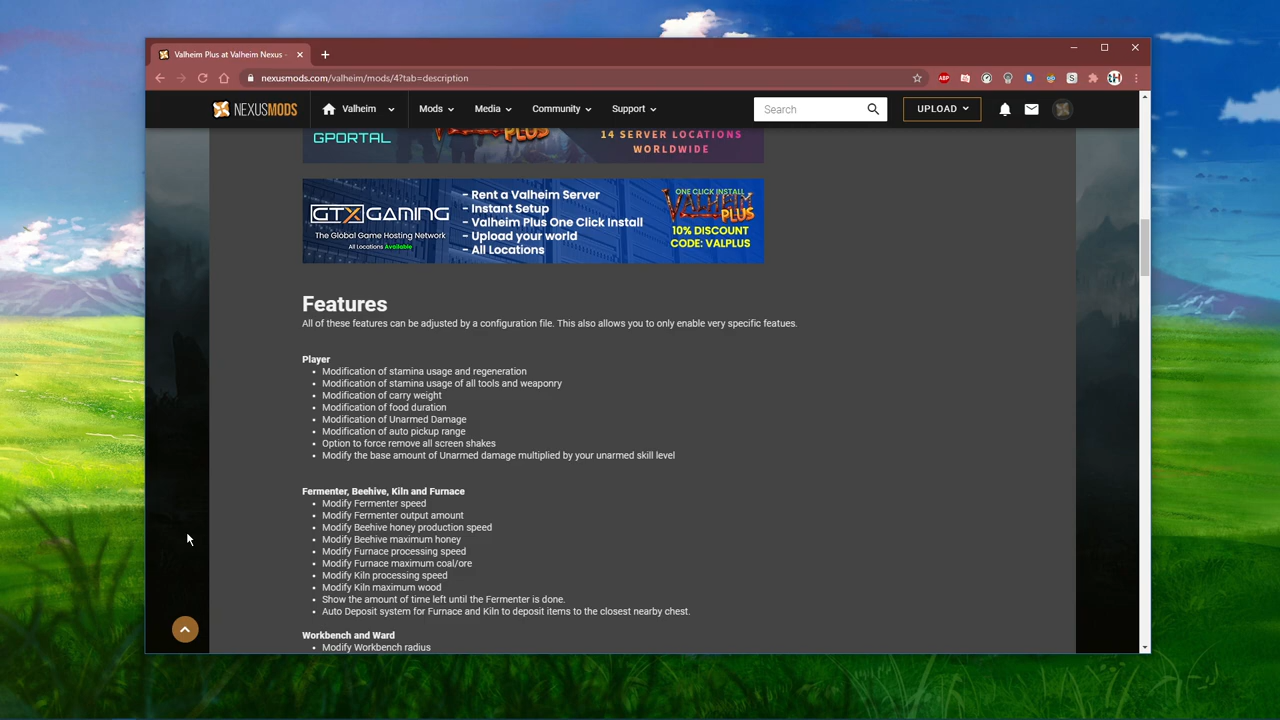 Valheim Plus at Valheim Nexus -
nexusmods.com/valheim/mods/4?tab=description
ABP
NEXUSMODS Valheim Mods Media Community Support Search UPLOAD
GPORTAL
14 SERVER LOCATIONS
WORLDWIDE
GTXGAMING
The Global Game Hosting Network
All Locations Available
- Rent a Valheim Server
- Instant Setup
- Valheim Plus One Click Install
- Upload your world
- All Locations
ONE CLICK INSTALL
VALHEIM
PLUS
10% DISCOUNT
CODE: VALPLUS
Features
All of these features can be adjusted by a configuration file. This also allows you to only enable very specific featues.
Player
• Modification of stamina usage and regeneration
• Modification of stamina usage of all tools and weaponry
• Modification of carry weight
• Modification of food duration
• Modification of Unarmed Damage
• Modification of auto pickup range
• Option to force remove all screen shakes
• Modify the base amount of Unarmed damage multiplied by your unarmed skill level
Fermenter, Beehive, Kiln and Furnace
• Modify Fermenter speed
• Modify Fermenter output amount
• Modify Beehive honey production speed
• Modify Beehive maximum honey
• Modify Furnace processing speed
• Modify Furnace maximum coal/ore
• Modify Kiln processing speed
• Modify Kiln maximum wood
• Show the amount of time left until the Fermenter is done.
• Auto Deposit system for Furnace and Kiln to deposit items to the closest nearby chest.
Workbench and Ward
• Modify Workbench radius